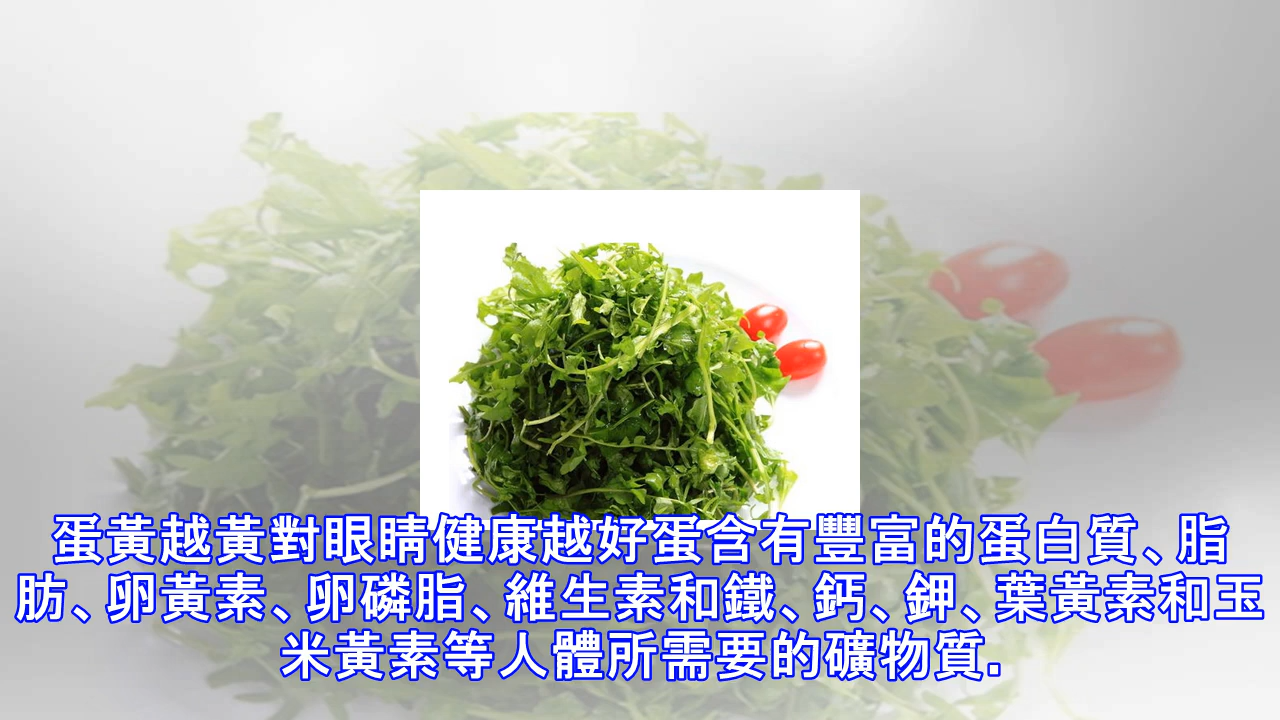 蛋黃越黃對眼睛健康越好蛋含有豐富的蛋白質、脂
肪、卵黃素、卵磷脂、維生素和鐵、鈣、鉀、葉黃素和玉
米黃素等人體所需要的礦物質.